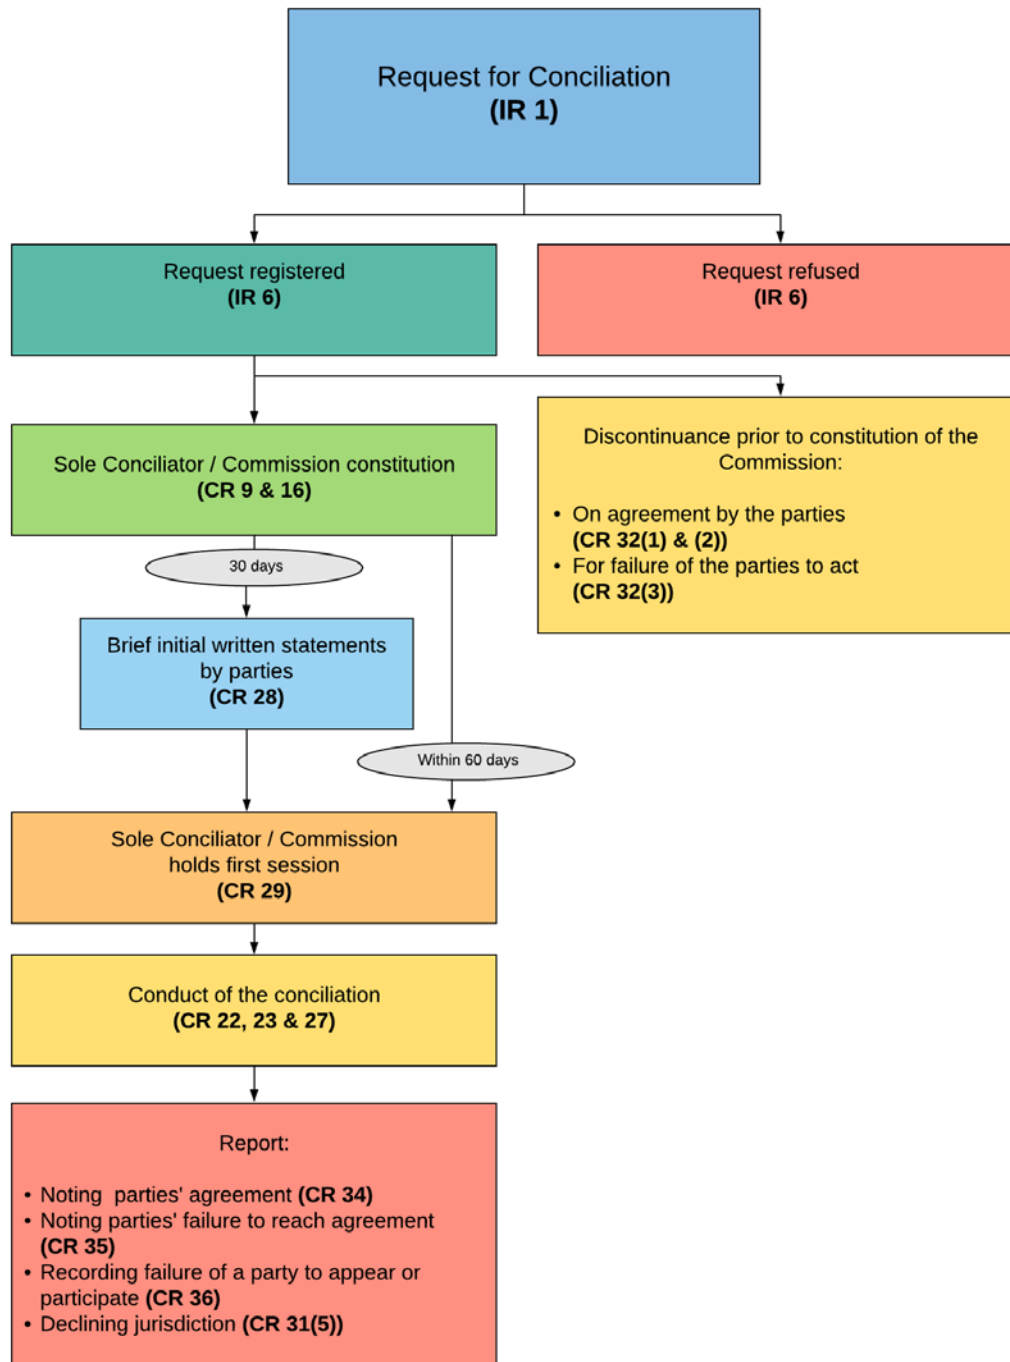 Request for Conciliation
(IR 1)
Request registered
(IR 6)
Request refused
(IR 6)
Sole Conciliator / Commission constitution
(CR 9 & 16)
Discontinuance prior to constitution of the
Commission:
• On agreement by the parties
(CR 32(1) & (2))
• For failure of the parties to act
(CR 32(3))
30 days
Brief initial written statements
by parties
(CR 28)
Within 60 days
Sole Conciliator / Commission
holds first session
(CR 29)
Conduct of the conciliation
(CR 22, 23 & 27)
Report:
• Noting parties' agreement (CR 34)
• Noting parties' failure to reach agreement
(CR 35)
• Recording failure of a party to appear or
participate (CR 36)
• Declining jurisdiction (CR 31(5))